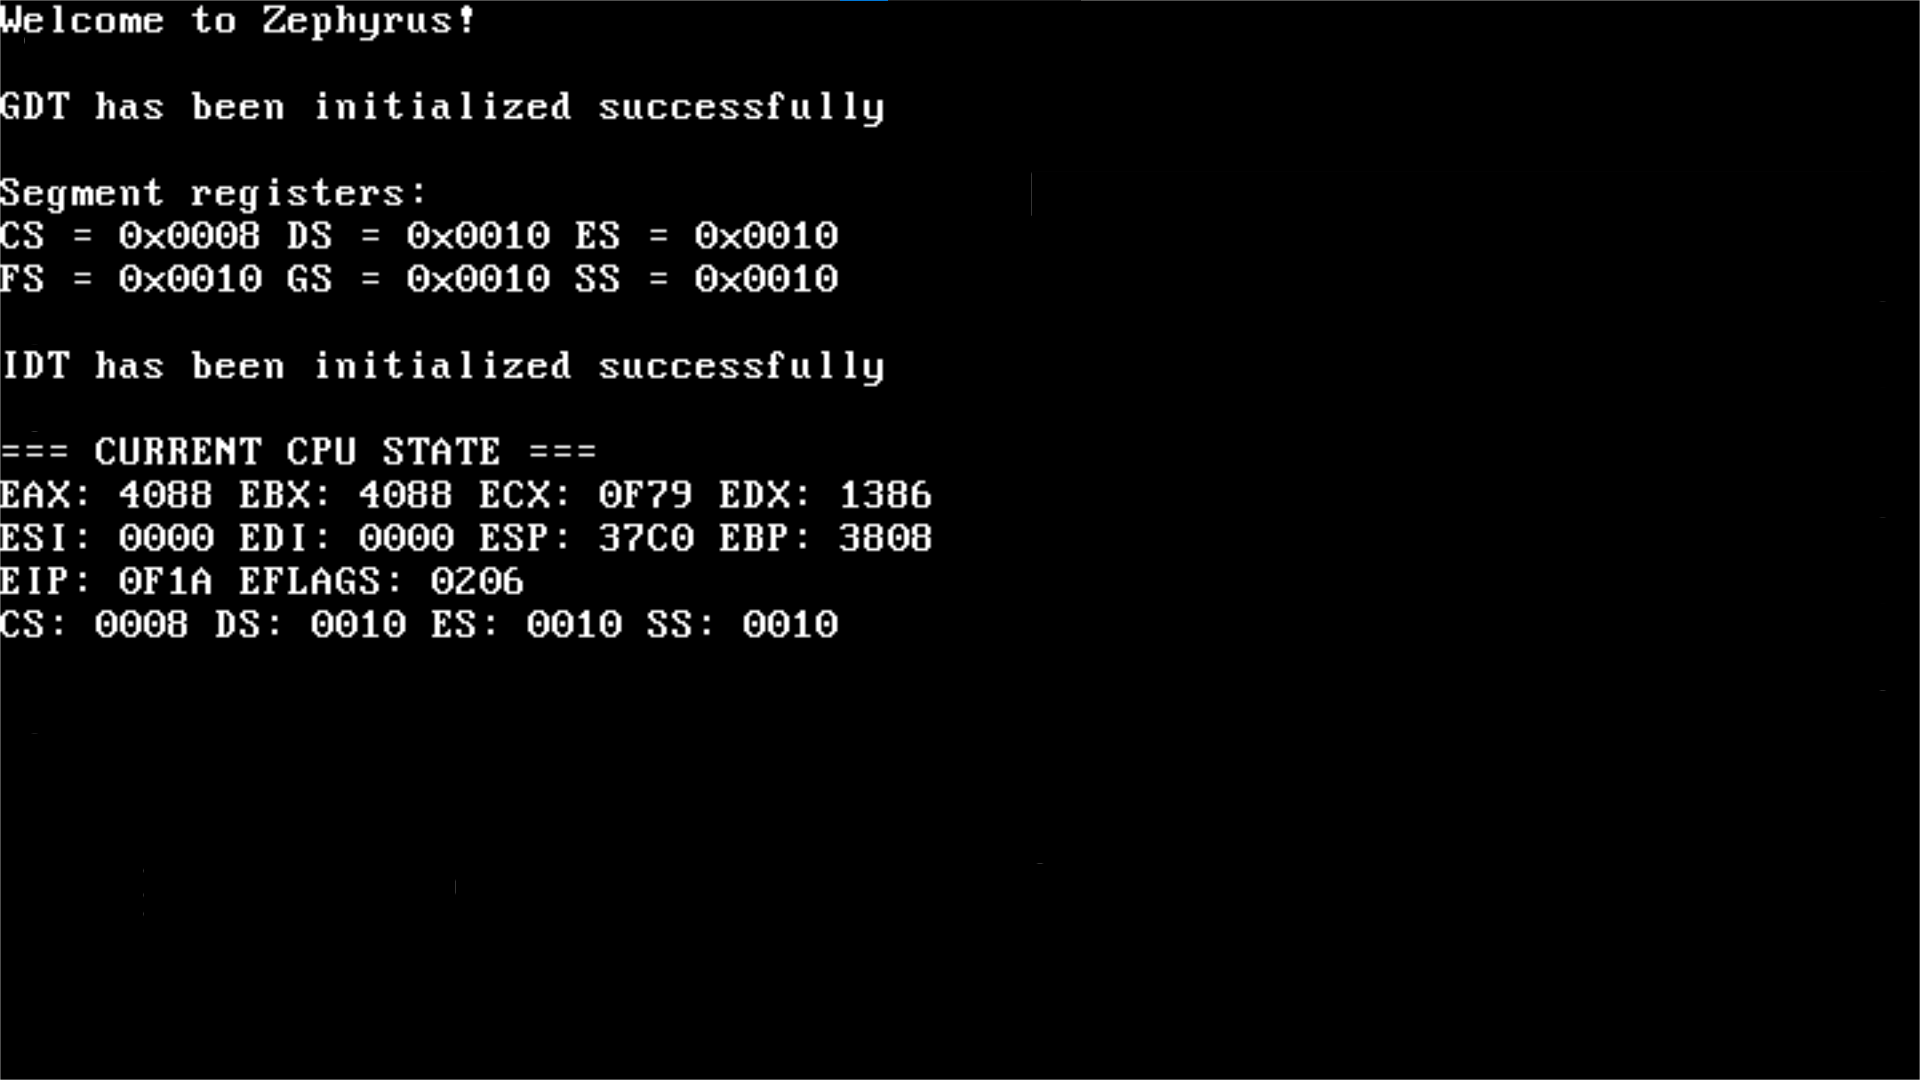 Welcome to Zephyrus!
GDT has been initialized successfully
Segment registers:
CS = 0x0008 DS = 0x0010 ES = 0x0010
FS = 0x0010 GS = 0x0010 SS = 0x0010
IDT has been initialized successfully
=== CURRENT CPU STATE ===
EAX: 4088 EBX: 4088 ECX: 0F79 EDX: 1386
ESI: 0000 EDI: 0000 ESP: 37C0 EBP: 3808
EIP: 0F1A EFLAGS: 0206
CS: 0008 DS: 0010 ES: 0010 SS: 0010